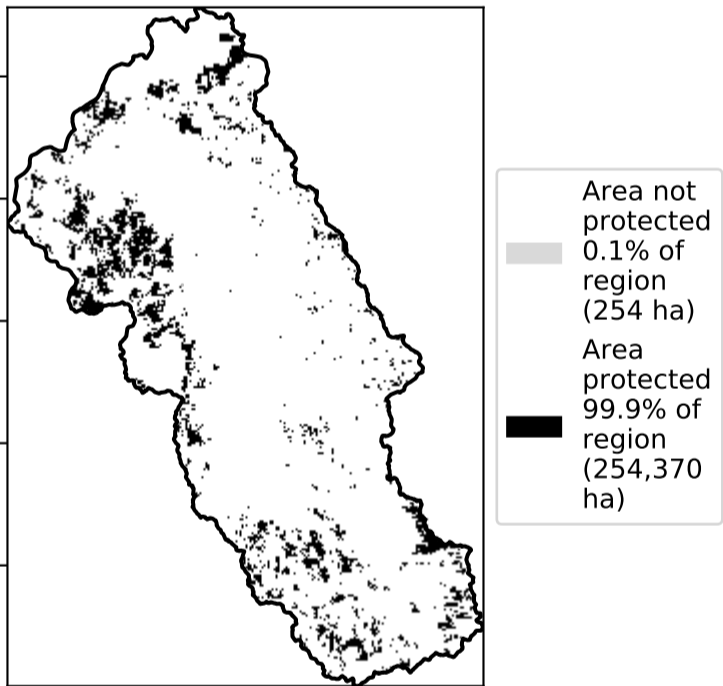 Area not
protected
0.1% of
region
(254 ha)
Area
protected
99.9% of
region
(254,370
ha)